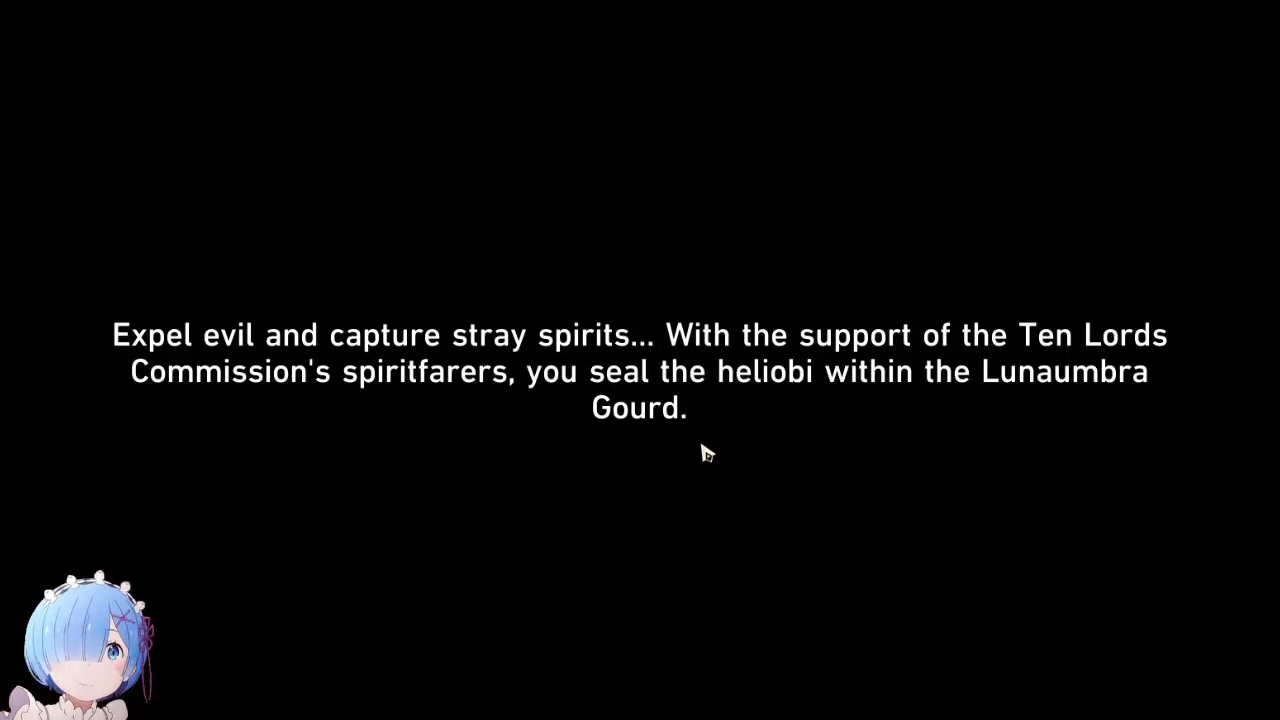 Expel evil and capture stray spirits... With the support of the Ten Lords
Commission's spiritfarers, you seal the heliobi within the Lunaumbra
Gourd.